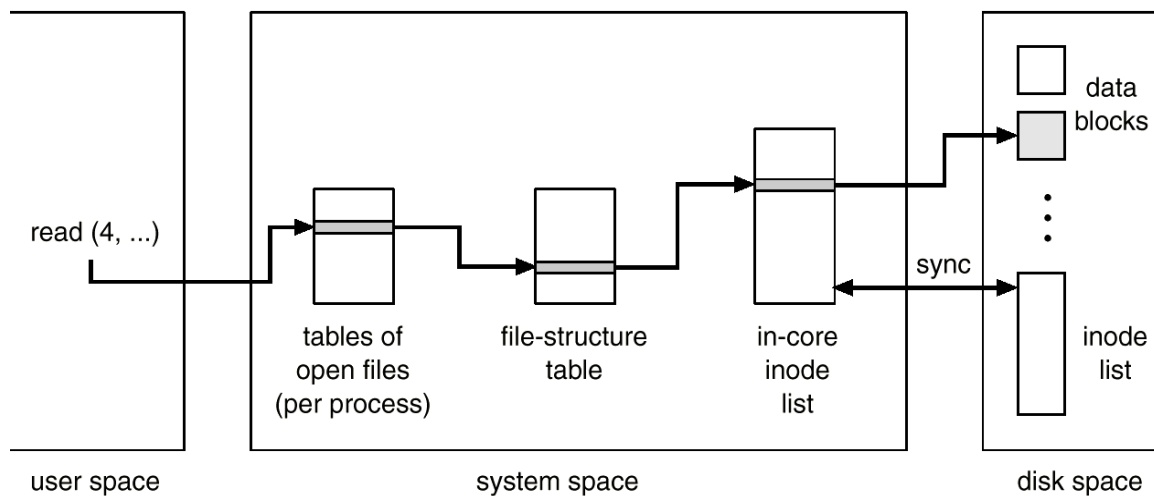 data
blocks
read (4, ...)
sync
tables of
open files
(per process)
file-structure
table
in-core
inode
list
inode
list
user space
system space
disk space